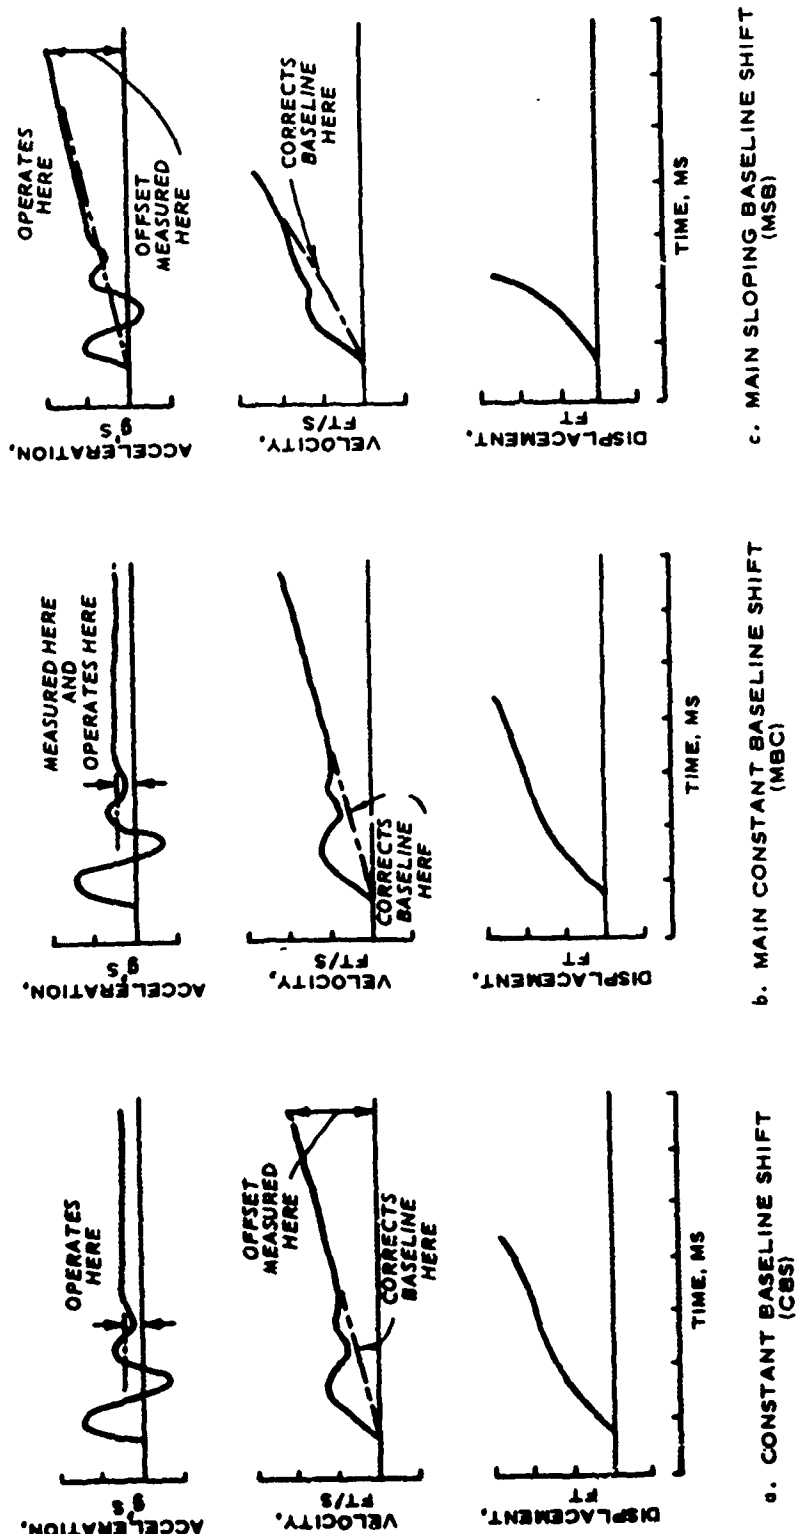 ACCELERATION,
g'S
OPERATES
HERE
VELOCITY,
FT/S
OFFSET
MEASURED
HERE
CORRECTS
BASELINE
HERE
DISPLACEMENT,
FT
TIME, MS
a. CONSTANT BASELINE SHIFT
(CBS)
ACCELERATION,
g'S
MEASURED HERE
AND
OPERATES HERE
VELOCITY,
FT/S
CORRECTS
BASELINE
HERE
DISPLACEMENT,
FT
TIME, MS
b. MAIN CONSTANT BASELINE SHIFT
(MBC)
ACCELERATION,
g'S
OPERATES
HERE
OFFSET
MEASURED
HERE
VELOCITY,
FT/S
CORRECTS
BASELINE
HERE
DISPLACEMENT,
FT
TIME, MS
c. MAIN SLOPING BASELINE SHIFT
(MSB)